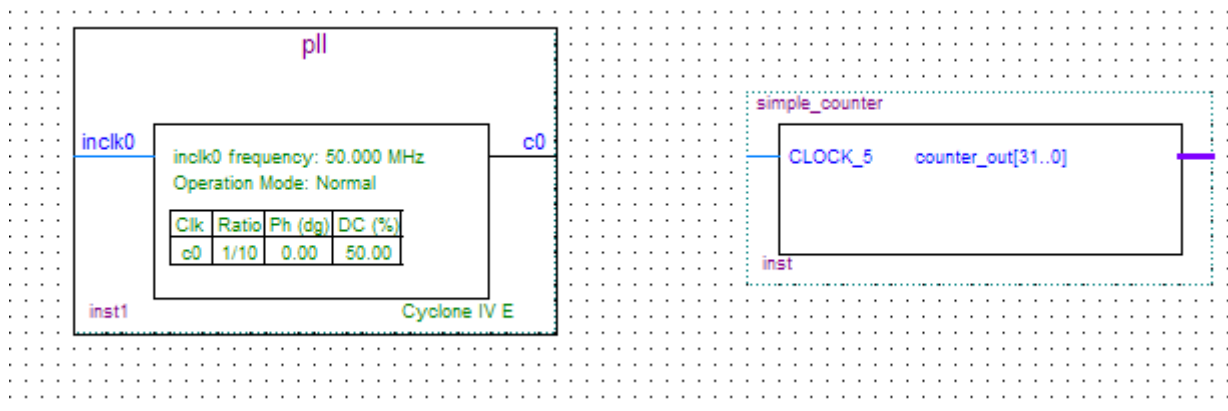 pll
inclk0
c0
inclk0 frequency: 50.000 MHz
Operation Mode: Normal
Clk Ratio Ph (dg) DC (%)
c0 1/10 0.00 50.00
inst1
Cyclone IV E
simple_counter
CLOCK_5 counter_out[31..0]
inst